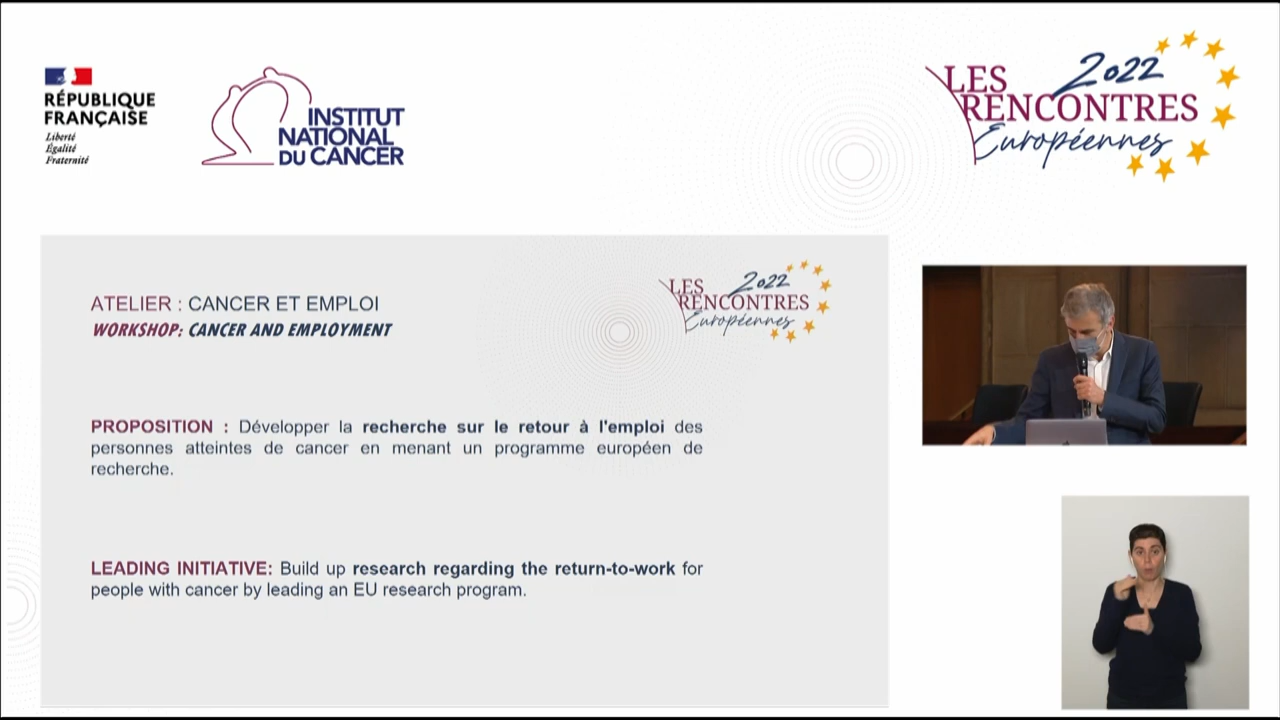 RÉPUBLIQUE
FRANÇAISE
Liberté
Égalité
Fraternité
INSTITUT
NATIONAL
DU CANCER
LES
2022
RENCONTRES
Européennes
ATELIER : CANCER ET EMPLOI
WORKSHOP: CANCER AND EMPLOYMENT
LES
2022
RENCONTRES
Européennes
PROPOSITION : Développer la recherche sur le retour à l'emploi des
personnes atteintes de cancer en menant un programme européen de
recherche.
LEADING INITIATIVE: Build up research regarding the return-to-work for
people with cancer by leading an EU research program.